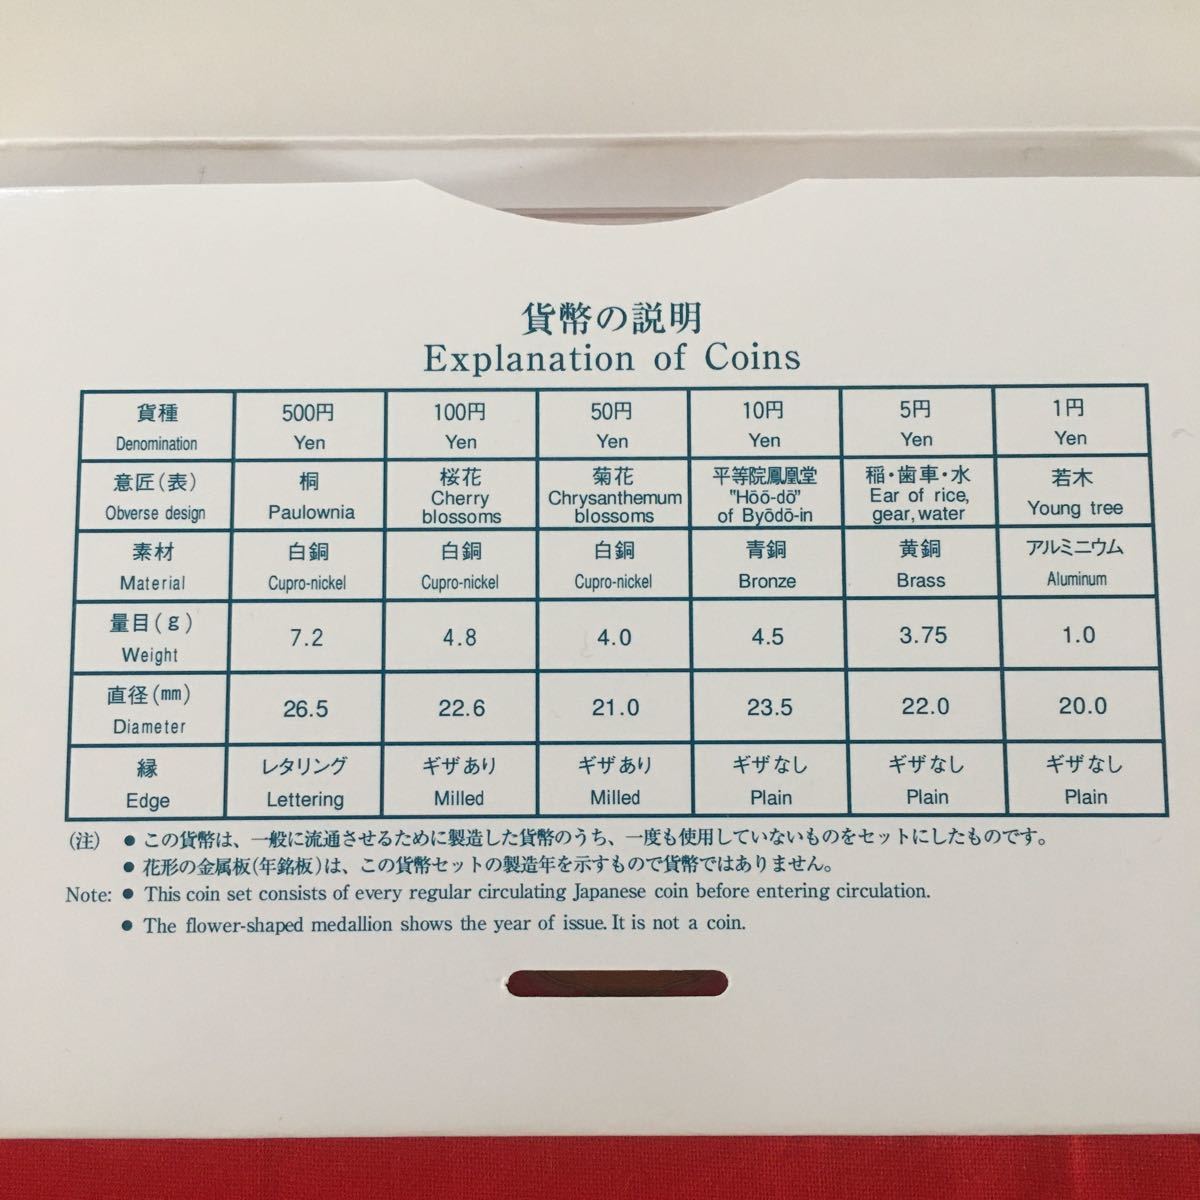 貨幣の説明
Explanation of Coins
貨種 500円 100円 50円 10円 5円 1円
Denomination Yen Yen Yen Yen Yen Yen
意匠(表) 桐 桜花 菊花 平等院鳳凰堂 稲・歯車・水 若木
Obverse design Paulownia Cherry blossoms Chrysanthemum blossoms "Hōō-dō" of Byōdō-in Ear of rice, gear, water Young tree
素材 白銅 白銅 白銅 青銅 黄銅 アルミニウム
Material Cupro-nickel Cupro-nickel Cupro-nickel Bronze Brass Aluminum
量目(g) 7.2 4.8 4.0 4.5 3.75 1.0
Weight
直径(mm) 26.5 22.6 21.0 23.5 22.0 20.0
Diameter
縁 レタリング ギザあり ギザあり ギザなし ギザなし ギザなし
Edge Lettering Milled Milled Plain Plain Plain
(注) ● この貨幣は、一般に流通させるために製造した貨幣のうち、一度も使用していないものをセットにしたものです。
● 花形の金属板(年銘板)は、この貨幣セットの製造年を示すもので貨幣ではありません。
Note: ● This coin set consists of every regular circulating Japanese coin before entering circulation.
● The flower-shaped medallion shows the year of issue. It is not a coin.